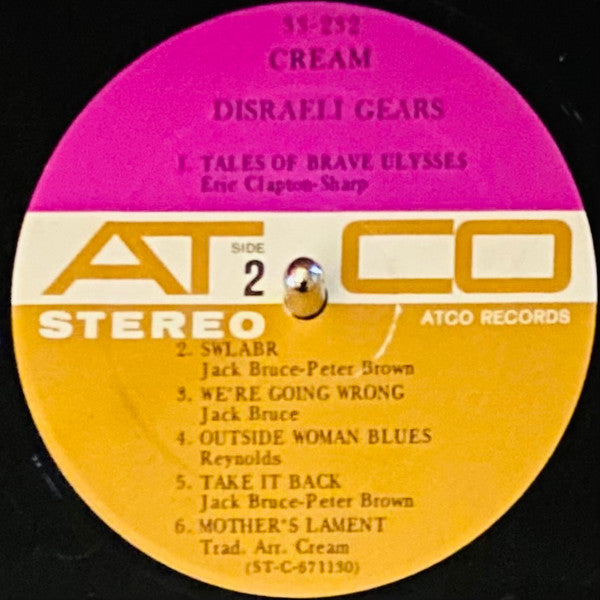 33-232
CREAM
DISRAELI GEARS
1. TALES OF BRAVE ULYSSES
Eric Clapton-Sharp
ATCO
SIDE
2
STEREO
ATCO RECORDS
2. SWLABR
Jack Bruce-Peter Brown
3. WE'RE GOING WRONG
Jack Bruce
4. OUTSIDE WOMAN BLUES
Reynolds
5. TAKE IT BACK
Jack Bruce-Peter Brown
6. MOTHER'S LAMENT
Trad. Arr. Cream
(ST-C-671130)